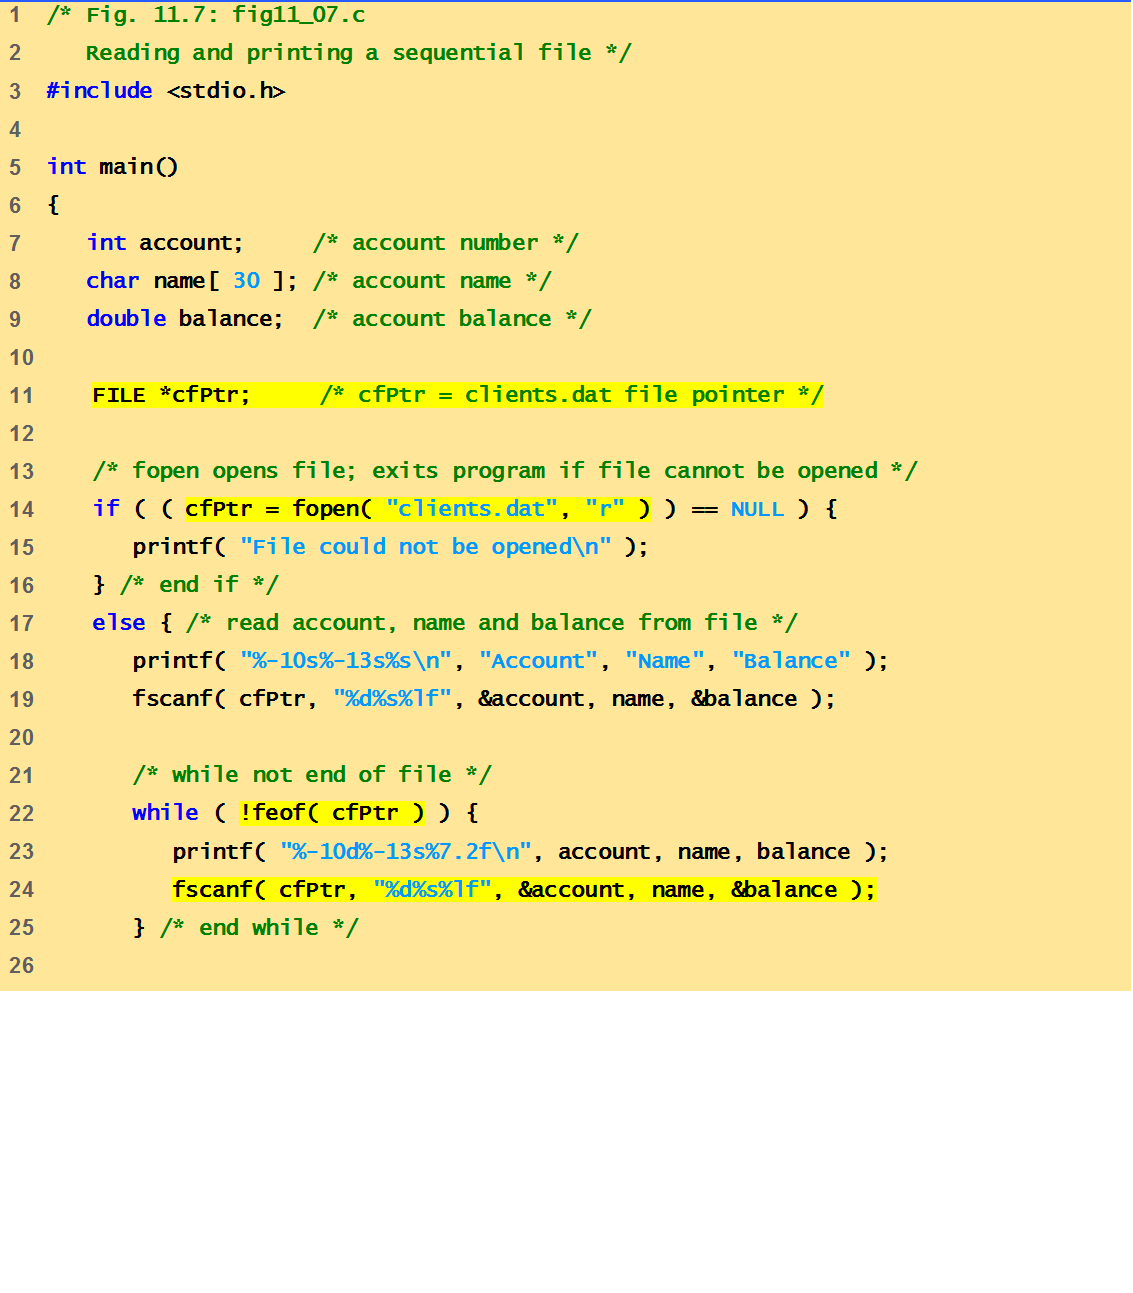 1 /* Fig. 11.7: fig11_07.c
2    Reading and printing a sequential file */
3 #include <stdio.h>
4
5 int main()
6 {
7    int account;     /* account number */
8    char name[ 30 ]; /* account name */
9    double balance;  /* account balance */
10
11    FILE *cfPtr;     /* cfPtr = clients.dat file pointer */
12
13    /* fopen opens file; exits program if file cannot be opened */
14    if ( ( cfPtr = fopen( "clients.dat", "r" ) ) == NULL ) {
15       printf( "File could not be opened\n" );
16    } /* end if */
17    else { /* read account, name and balance from file */
18       printf( "%-10s%-13s%s\n", "Account", "Name", "Balance" );
19       fscanf( cfPtr, "%d%s%lf", &account, name, &balance );
20
21       /* while not end of file */
22       while ( !feof( cfPtr ) ) {
23          printf( "%-10d%-13s%7.2f\n", account, name, balance );
24          fscanf( cfPtr, "%d%s%lf", &account, name, &balance );
25       } /* end while */
26